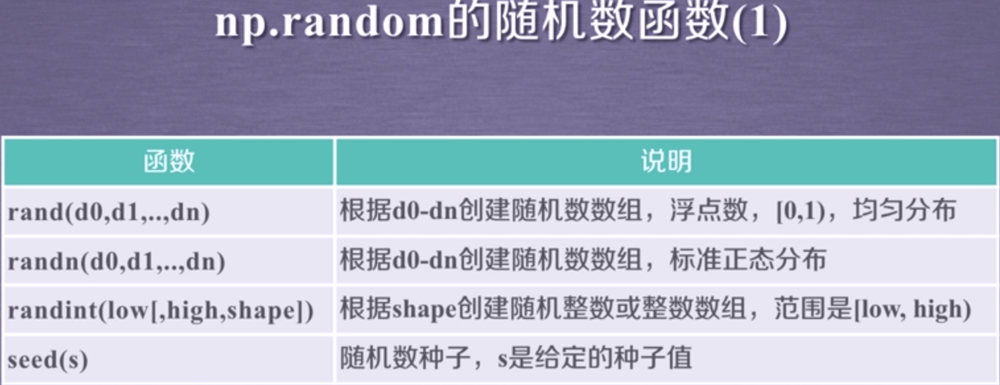 np.random的随机数函数(1)
函数 说明
rand(d0,d1,..,dn) 根据d0-dn创建随机数数组，浮点数，[0,1)，均匀分布
randn(d0,d1,..,dn) 根据d0-dn创建随机数数组，标准正态分布
randint(low[,high,shape]) 根据shape创建随机整数或整数数组，范围是[low, high)
seed(s) 随机数种子，s是给定的种子值